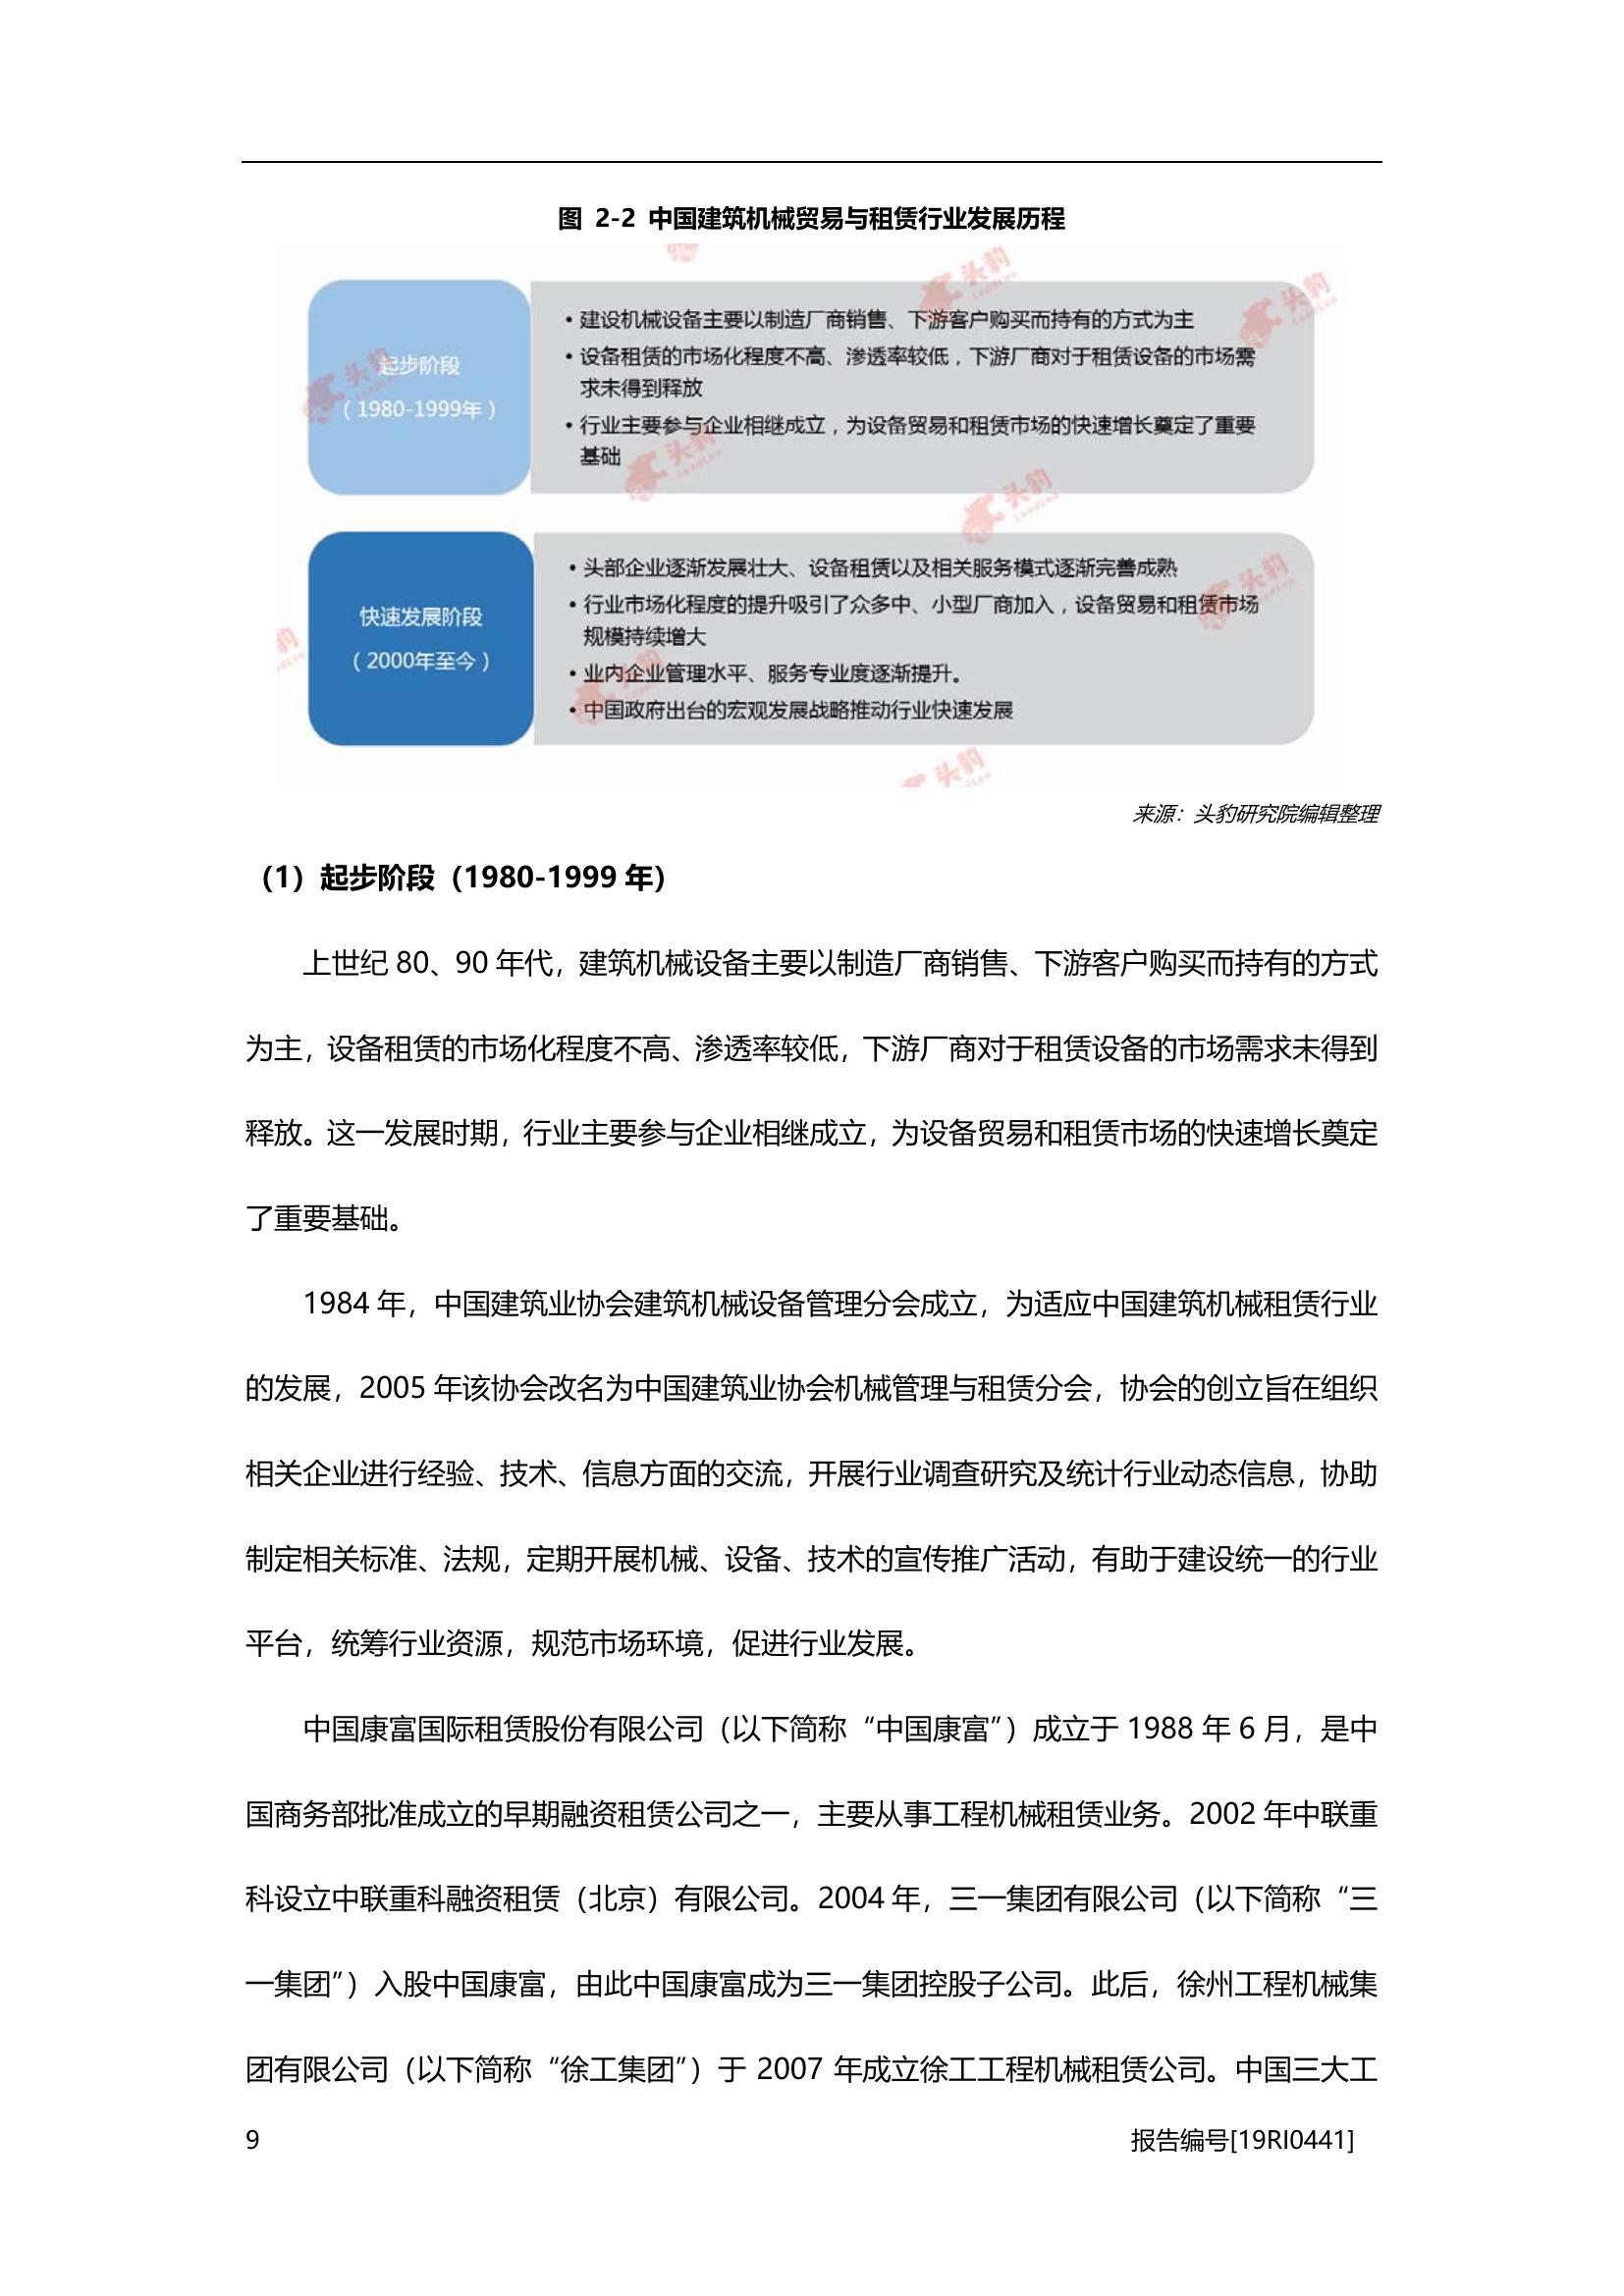 图 2-2 中国建筑机械贸易与租赁行业发展历程
起步阶段
（1980-1999年）
•建设机械设备主要以制造厂商销售、下游客户购买而持有的方式为主
•设备租赁的市场化程度不高、渗透率较低，下游厂商对于租赁设备的市场需
求未得到释放
•行业主要参与企业相继成立，为设备贸易和租赁市场的快速增长奠定了重要
基础
快速发展阶段
（2000年至今）
•头部企业逐渐发展壮大、设备租赁以及相关服务模式逐渐完善成熟
•行业市场化程度的提升吸引了众多中、小型厂商加入，设备贸易和租赁市场
规模持续增大
•业内企业管理水平、服务专业度逐渐提升。
•中国政府出台的宏观发展战略推动行业快速发展
来源：头豹研究院编辑整理
（1）起步阶段（1980-1999 年）
上世纪 80、90 年代，建筑机械设备主要以制造厂商销售、下游客户购买而持有的方式
为主，设备租赁的市场化程度不高、渗透率较低，下游厂商对于租赁设备的市场需求未得到
释放。这一发展时期，行业主要参与企业相继成立，为设备贸易和租赁市场的快速增长奠定
了重要基础。
1984 年，中国建筑业协会建筑机械设备管理分会成立，为适应中国建筑机械租赁行业
的发展，2005 年该协会改名为中国建筑业协会机械管理与租赁分会，协会的创立旨在组织
相关企业进行经验、技术、信息方面的交流，开展行业调查研究及统计行业动态信息，协助
制定相关标准、法规，定期开展机械、设备、技术的宣传推广活动，有助于建设统一的行业
平台，统筹行业资源，规范市场环境，促进行业发展。
中国康富国际租赁股份有限公司（以下简称“中国康富”）成立于 1988 年 6 月，是中
国商务部批准成立的早期融资租赁公司之一，主要从事工程机械租赁业务。2002 年中联重
科设立中联重科融资租赁（北京）有限公司。2004 年，三一集团有限公司（以下简称“三
一集团”）入股中国康富，由此中国康富成为三一集团控股子公司。此后，徐州工程机械集
团有限公司（以下简称“徐工集团”）于 2007 年成立徐工工程机械租赁公司。中国三大工
9
报告编号[19RI0441]